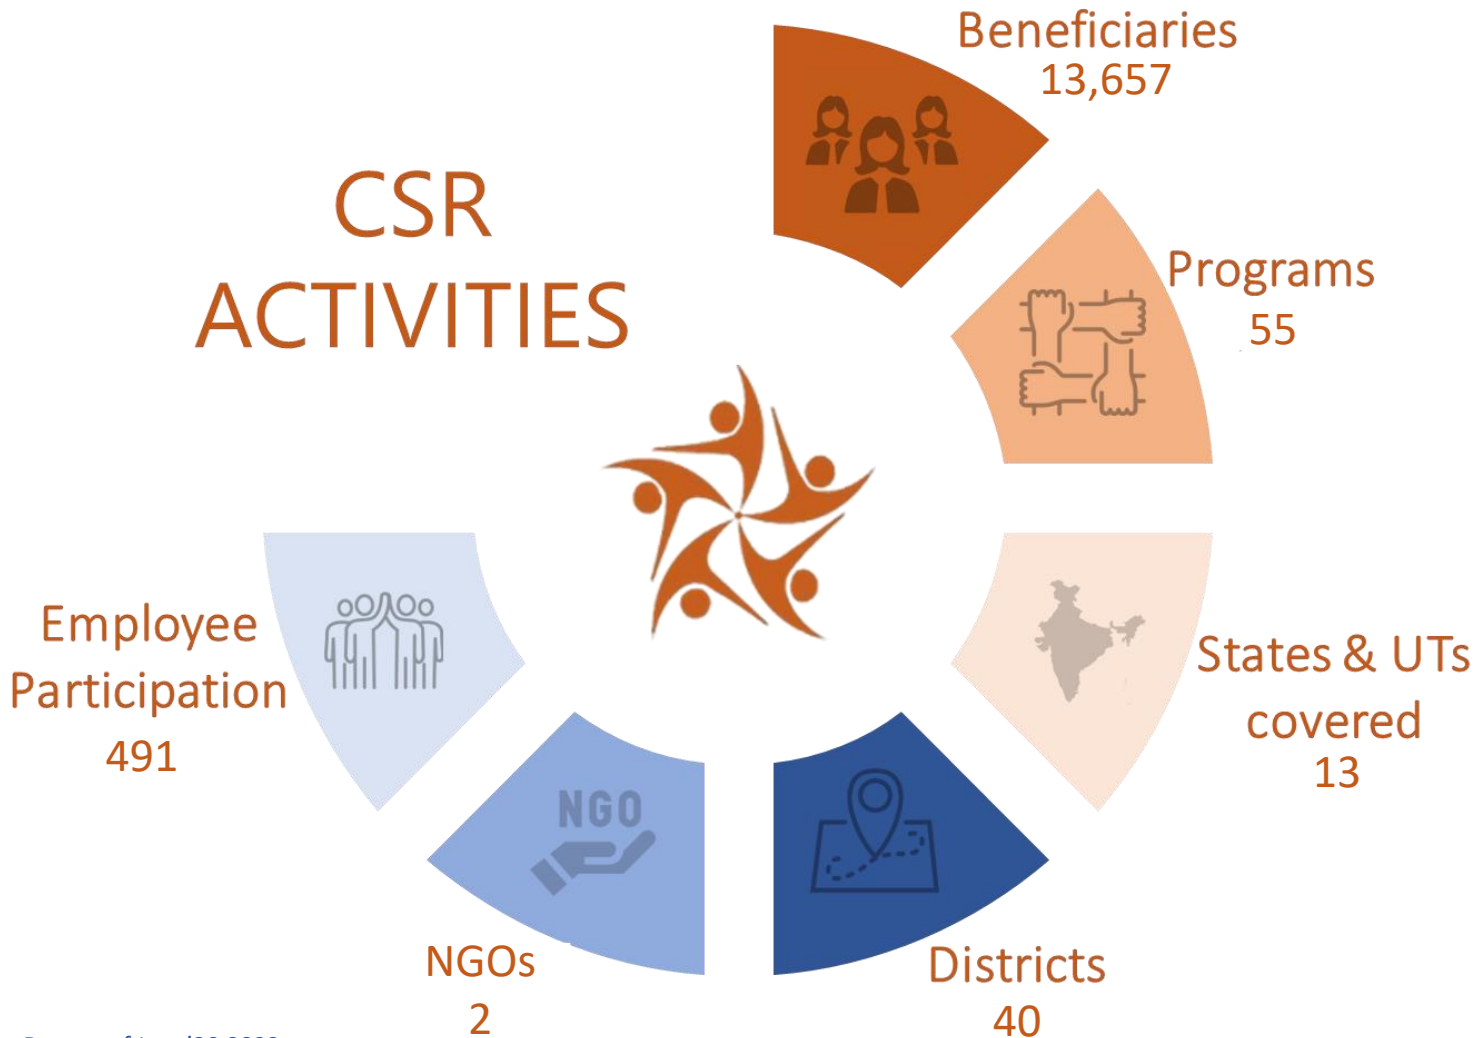 CSR
ACTIVITIES
Beneficiaries
13,657
Programs
55
States & UTs
covered
13
Districts
40
NGO
NGOs
2
Employee
Participation
491